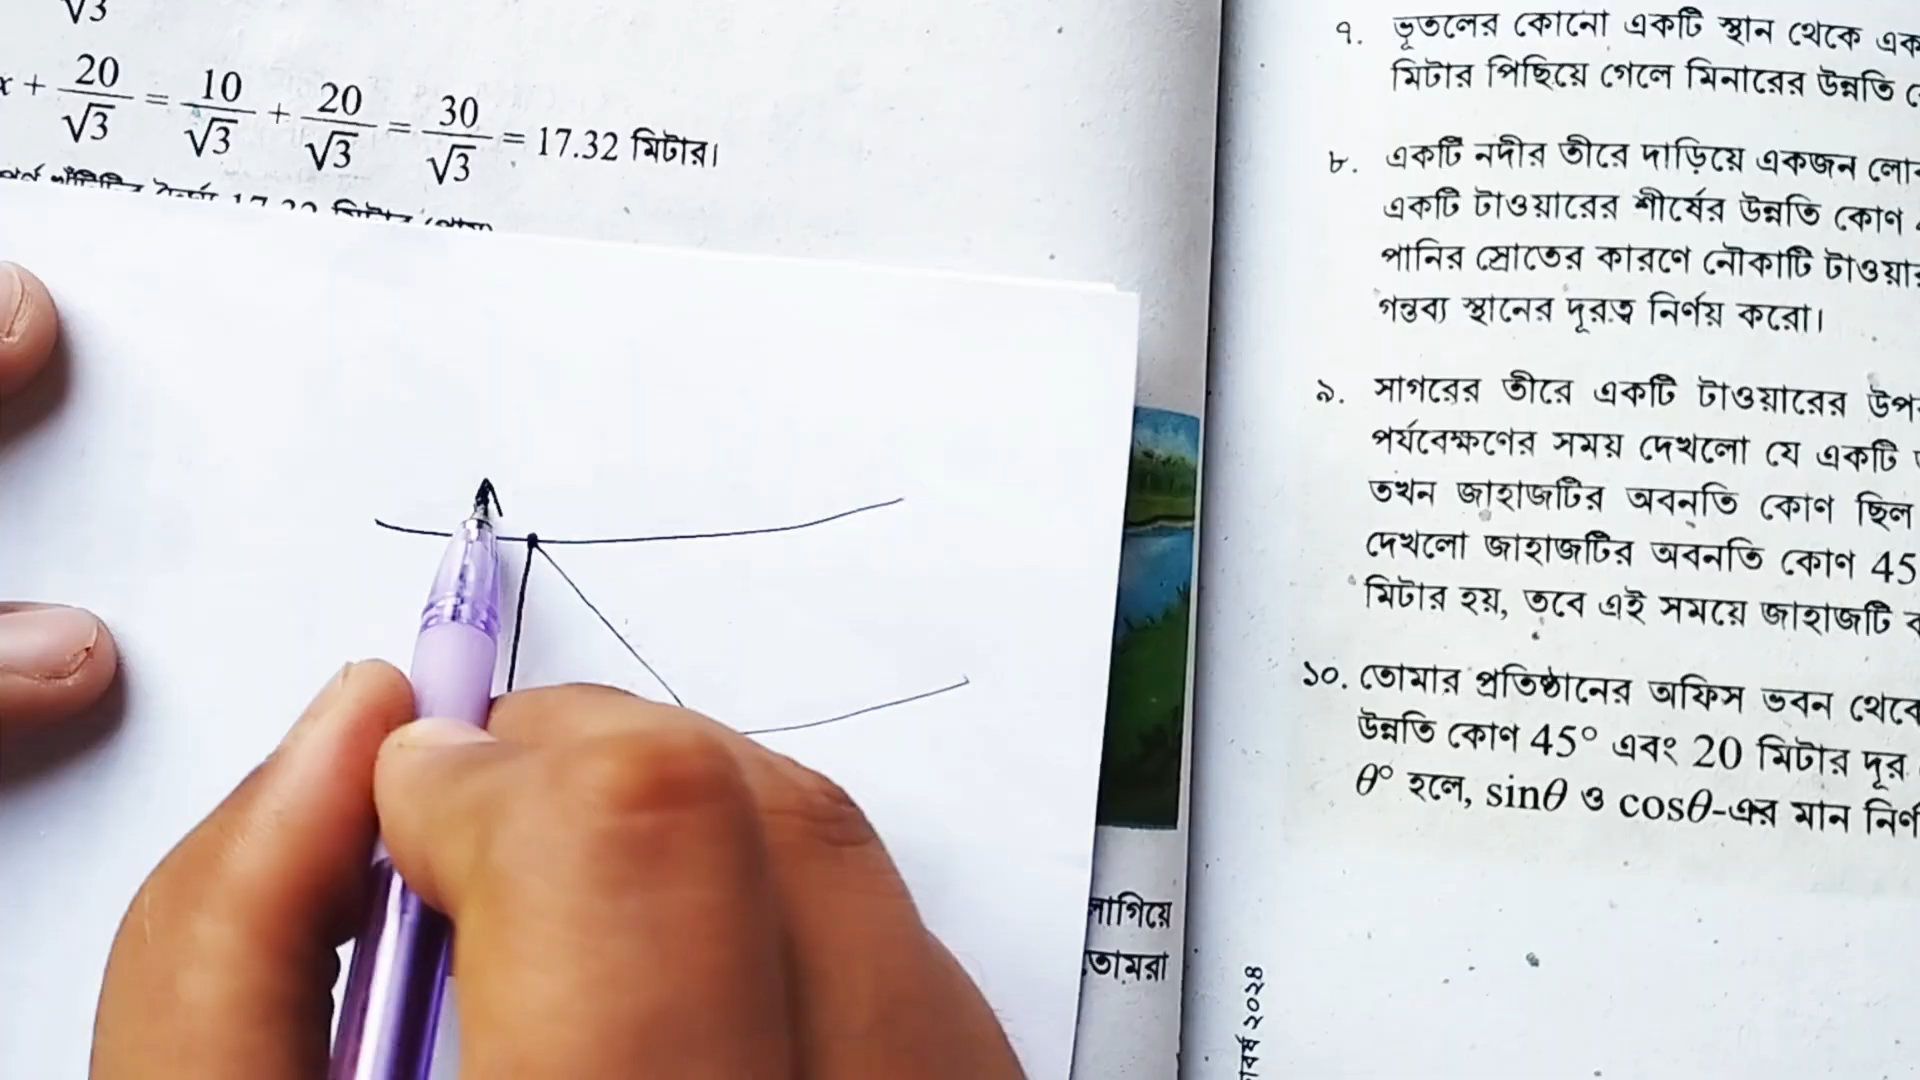 √3
x + 20/√3 = 10/√3 + 20/√3 = 30/√3 = 17.32 মিটার।
৭. ভূতলের কোনো একটি স্থান থেকে এক
মিটার পিছিয়ে গেলে মিনারের উন্নতি
৮. একটি নদীর তীরে দাড়িয়ে একজন
একটি টাওয়ারের শীর্ষের উন্নতি কোণ
পানির স্রোতের কারণে নৌকাটি
গন্তব্য স্থানের দূরত্ব নির্ণয় করো।
৯. সাগরের তীরে একটি টাওয়ারের
পর্যবেক্ষণের সময় দেখলো যে একটি
তখন জাহাজটির অবনতি কোণ ছিল
দেখলো জাহাজটির অবনতি কোণ 45
মিটার হয়, তবে এই সময়ে জাহাজটি
১০. তোমার প্রতিষ্ঠানের অফিস ভবন থেকে
উন্নতি কোণ 45° এবং 20 মিটার দূর
θ° হলে, sinθ ও cosθ-এর মান
লাগিয়ে
তোমরা
২০২৪